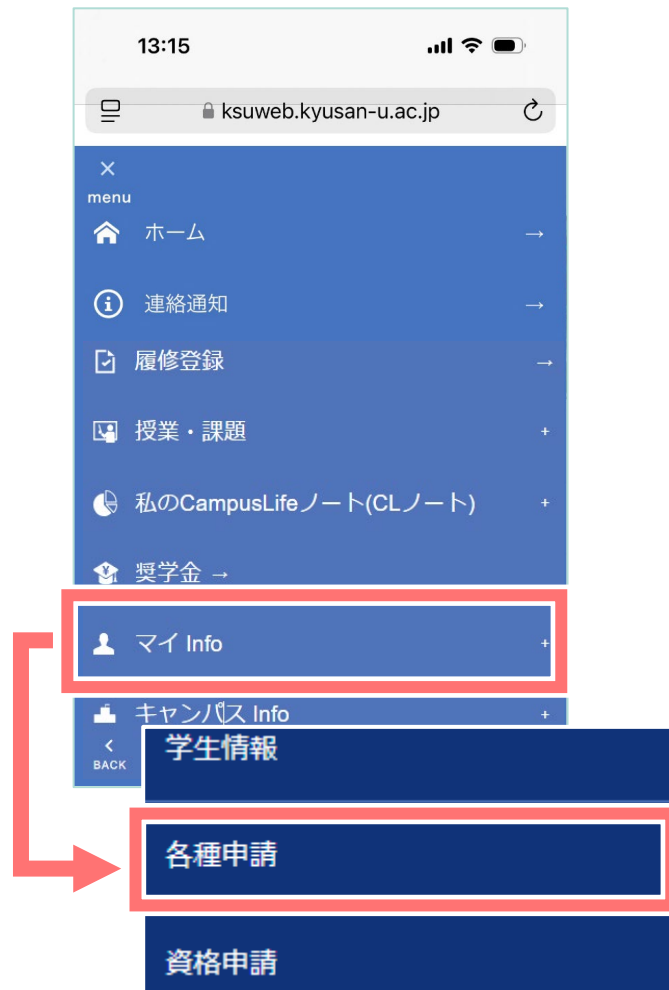 13:15
ksuweb.kyusan-u.ac.jp
menu
ホーム
連絡通知
履修登録
授業・課題
私のCampusLifeノート(CLノート)
奨学金 →
マイ Info
キャンパス Info
BACK
学生情報
各種申請
資格申請